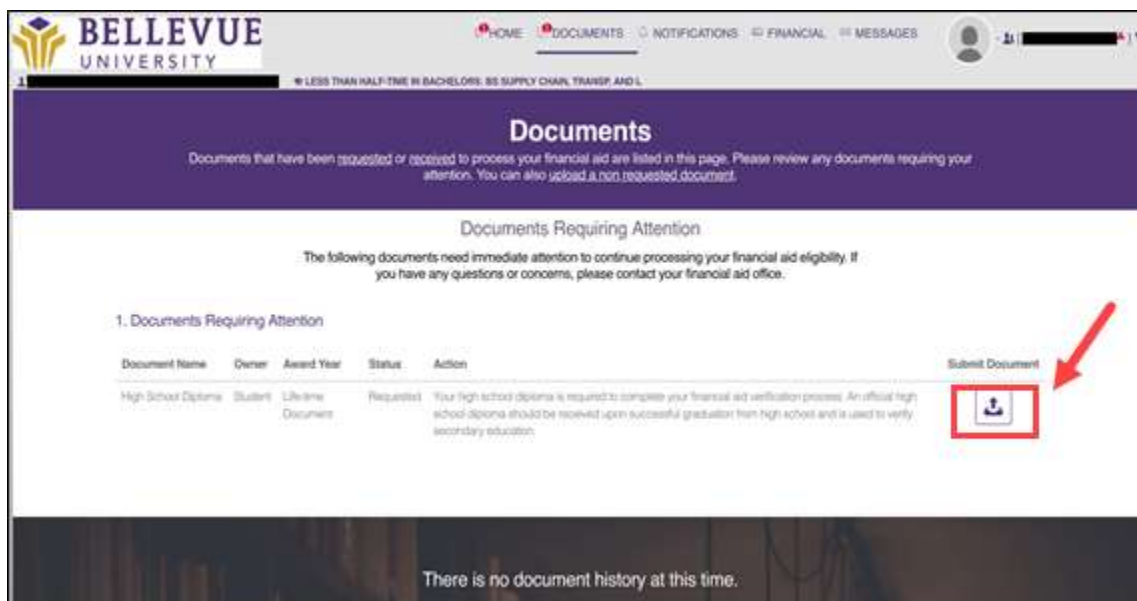 BELLEVUE
UNIVERSITY
HOME DOCUMENTS NOTIFICATIONS FINANCIAL MESSAGES
LESS THAN HALF-TIME IN BACHELORS: BS SUPPLY CHAIN, TRANSP, AND L
Documents
Documents that have been requested or received to process your financial aid are listed in this page. Please review any documents requiring your
attention. You can also upload a non requested document.
Documents Requiring Attention
The following documents need immediate attention to continue processing your financial aid eligibility. If
you have any questions or concerns, please contact your financial aid office.
1. Documents Requiring Attention
Document Name Owner Award Year Status Action Submit Document
High School Diploma Student Life-time Requested Your high school diploma is required to complete your financial aid verification process. An official high
Document school diploma should be received upon successful graduation from high school and is used to verify
secondary education.
There is no document history at this time.